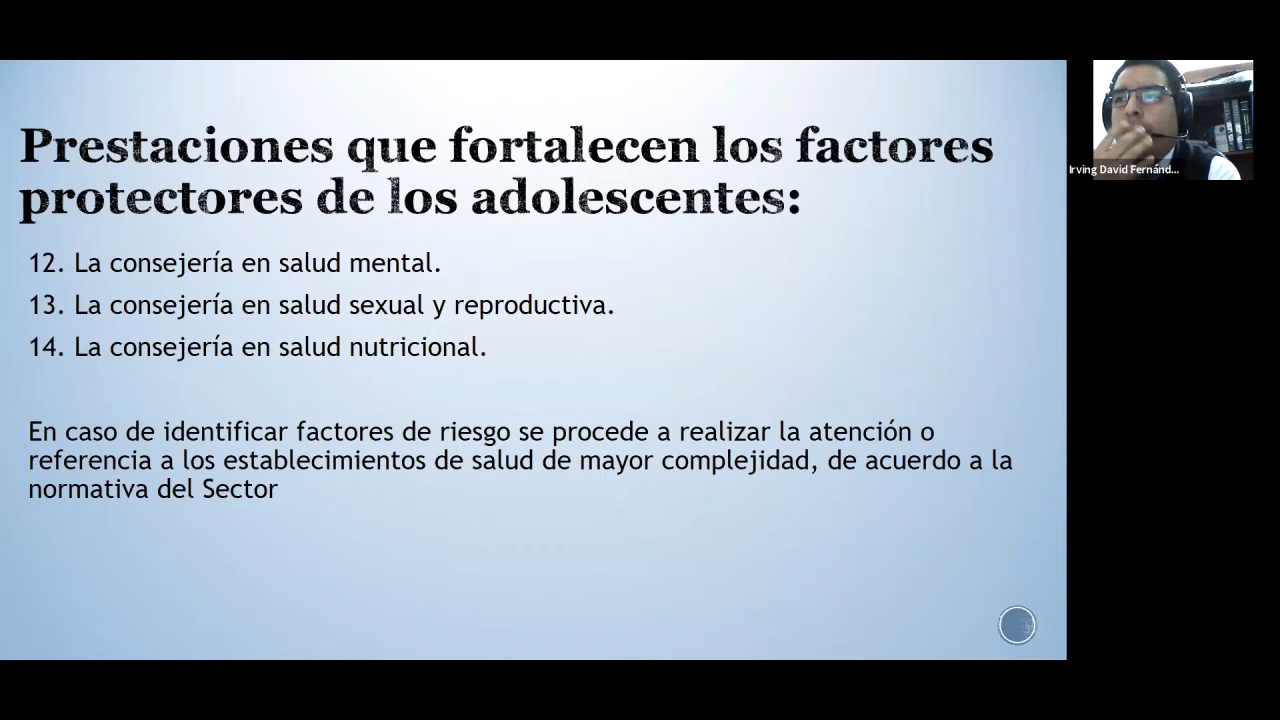 Prestaciones que fortalecen los factores
protectores de los adolescentes:
12. La consejería en salud mental.
13. La consejería en salud sexual y reproductiva.
14. La consejería en salud nutricional.
En caso de identificar factores de riesgo se procede a realizar la atención o
referencia a los establecimientos de salud de mayor complejidad, de acuerdo a la
normativa del Sector
Irving David Fernánd...